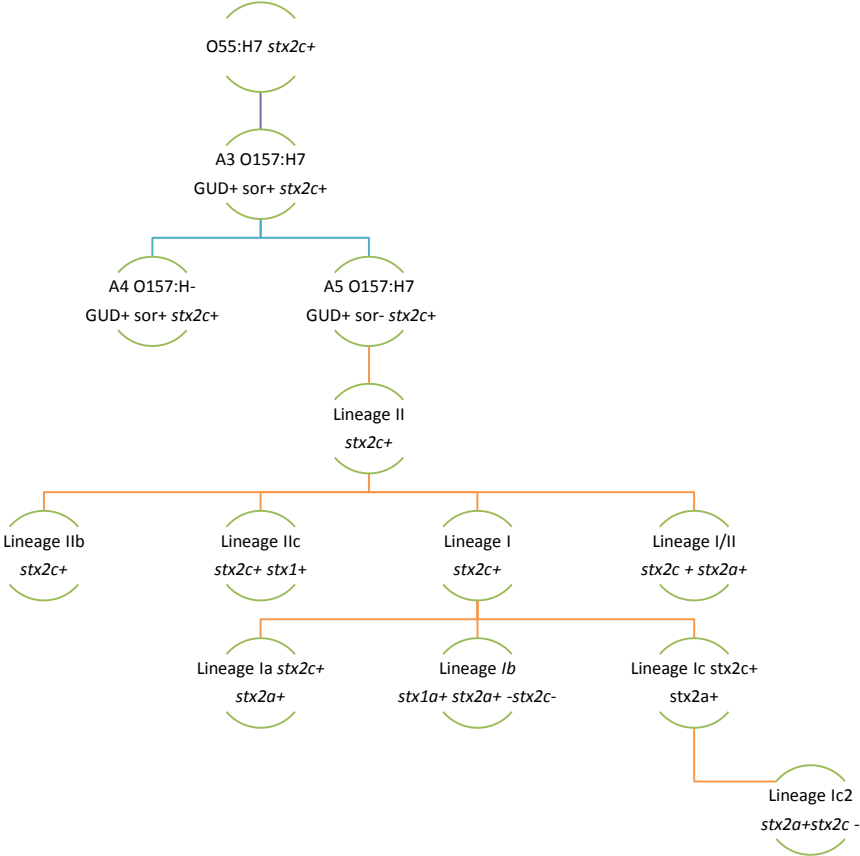 O55:H7 stx2c+
A3 O157:H7
GUD+ sor+ stx2c+
A4 O157:H-
GUD+ sor+ stx2c+
A5 O157:H7
GUD+ sor- stx2c+
Lineage II
stx2c+
Lineage IIb
stx2c+
Lineage IIc
stx2c+ stx1+
Lineage I
stx2c+
Lineage I/II
stx2c + stx2a+
Lineage Ia stx2c+
stx2a+
Lineage Ib
stx1a+ stx2a+ -stx2c-
Lineage Ic stx2c+
stx2a+
Lineage Ic2
stx2a+stx2c -